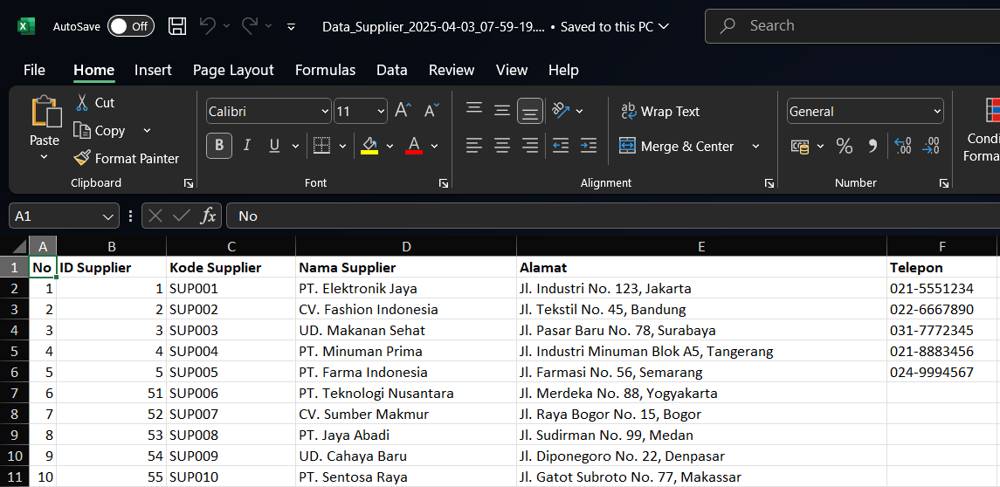 AutoSave Off Data_Supplier_2025-04-03_07-59-19.... • Saved to this PC Search
File Home Insert Page Layout Formulas Data Review View Help
Paste Cut Copy Format Painter
Calibri 11 B I U A
ab Wrap Text Merge & Center
General % Condi
Forma
Clipboard Font Alignment Number
A1 fx No
A B C D E F
1 No ID Supplier Kode Supplier Nama Supplier Alamat Telepon
2 1 1 SUP001 PT. Elektronik Jaya Jl. Industri No. 123, Jakarta 021-5551234
3 2 2 SUP002 CV. Fashion Indonesia Jl. Tekstil No. 45, Bandung 022-6667890
4 3 3 SUP003 UD. Makanan Sehat Jl. Pasar Baru No. 78, Surabaya 031-7772345
5 4 4 SUP004 PT. Minuman Prima Jl. Industri Minuman Blok A5, Tangerang 021-8883456
6 5 5 SUP005 PT. Farma Indonesia Jl. Farmasi No. 56, Semarang 024-9994567
7 6 51 SUP006 PT. Teknologi Nusantara Jl. Merdeka No. 88, Yogyakarta
8 7 52 SUP007 CV. Sumber Makmur Jl. Raya Bogor No. 15, Bogor
9 8 53 SUP008 PT. Jaya Abadi Jl. Sudirman No. 99, Medan
10 9 54 SUP009 UD. Cahaya Baru Jl. Diponegoro No. 22, Denpasar
11 10 55 SUP010 PT. Sentosa Raya Jl. Gatot Subroto No. 77, Makassar